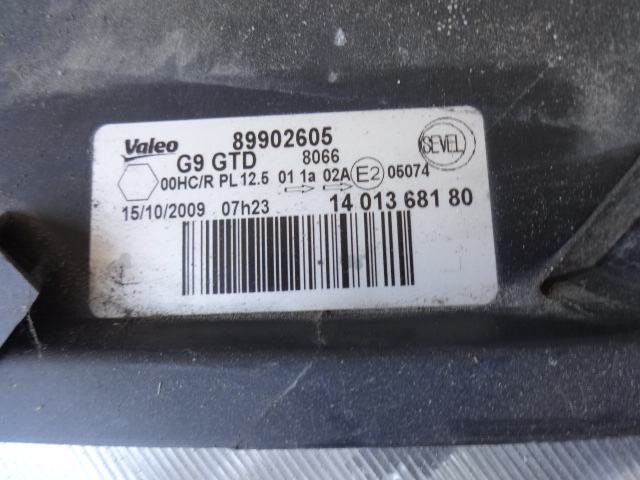 Valeo 89902605 SEVEL
G9 GTD 8066
00HC/R PL 12.5 01 1a 02A E2 05074
15/10/2009 07h23 14 013 681 80